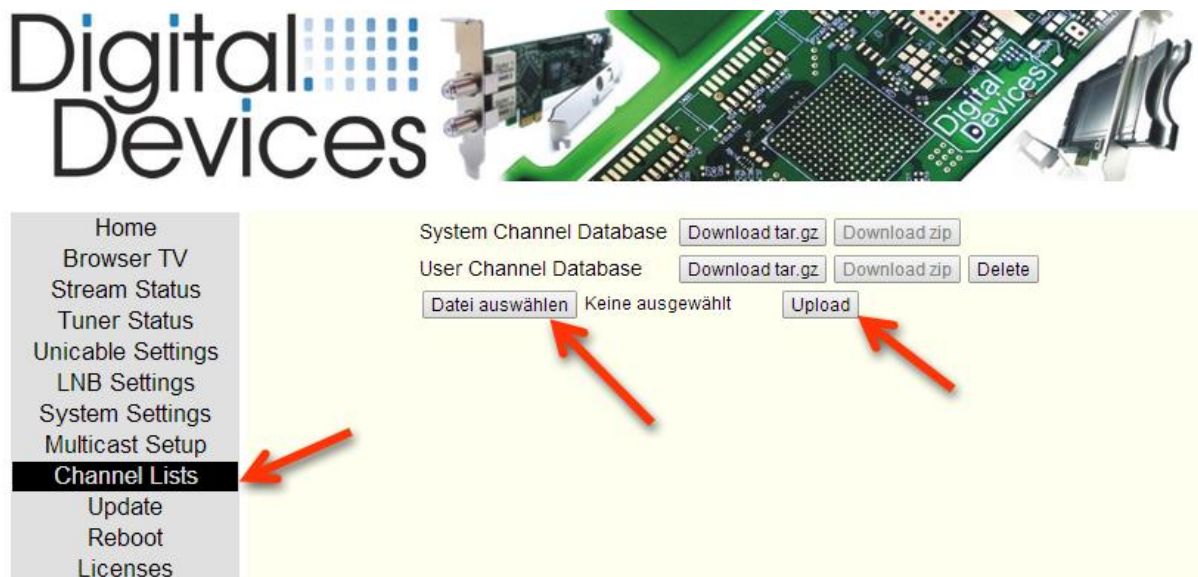 Digital
Devices
Digital
Devices
Home
Browser TV
Stream Status
Tuner Status
Unicable Settings
LNB Settings
System Settings
Multicast Setup
Channel Lists
Update
Reboot
Licenses
System Channel Database Download tar.gz Download zip
User Channel Database Download tar.gz Download zip Delete
Datei auswählen Keine ausgewählt Upload